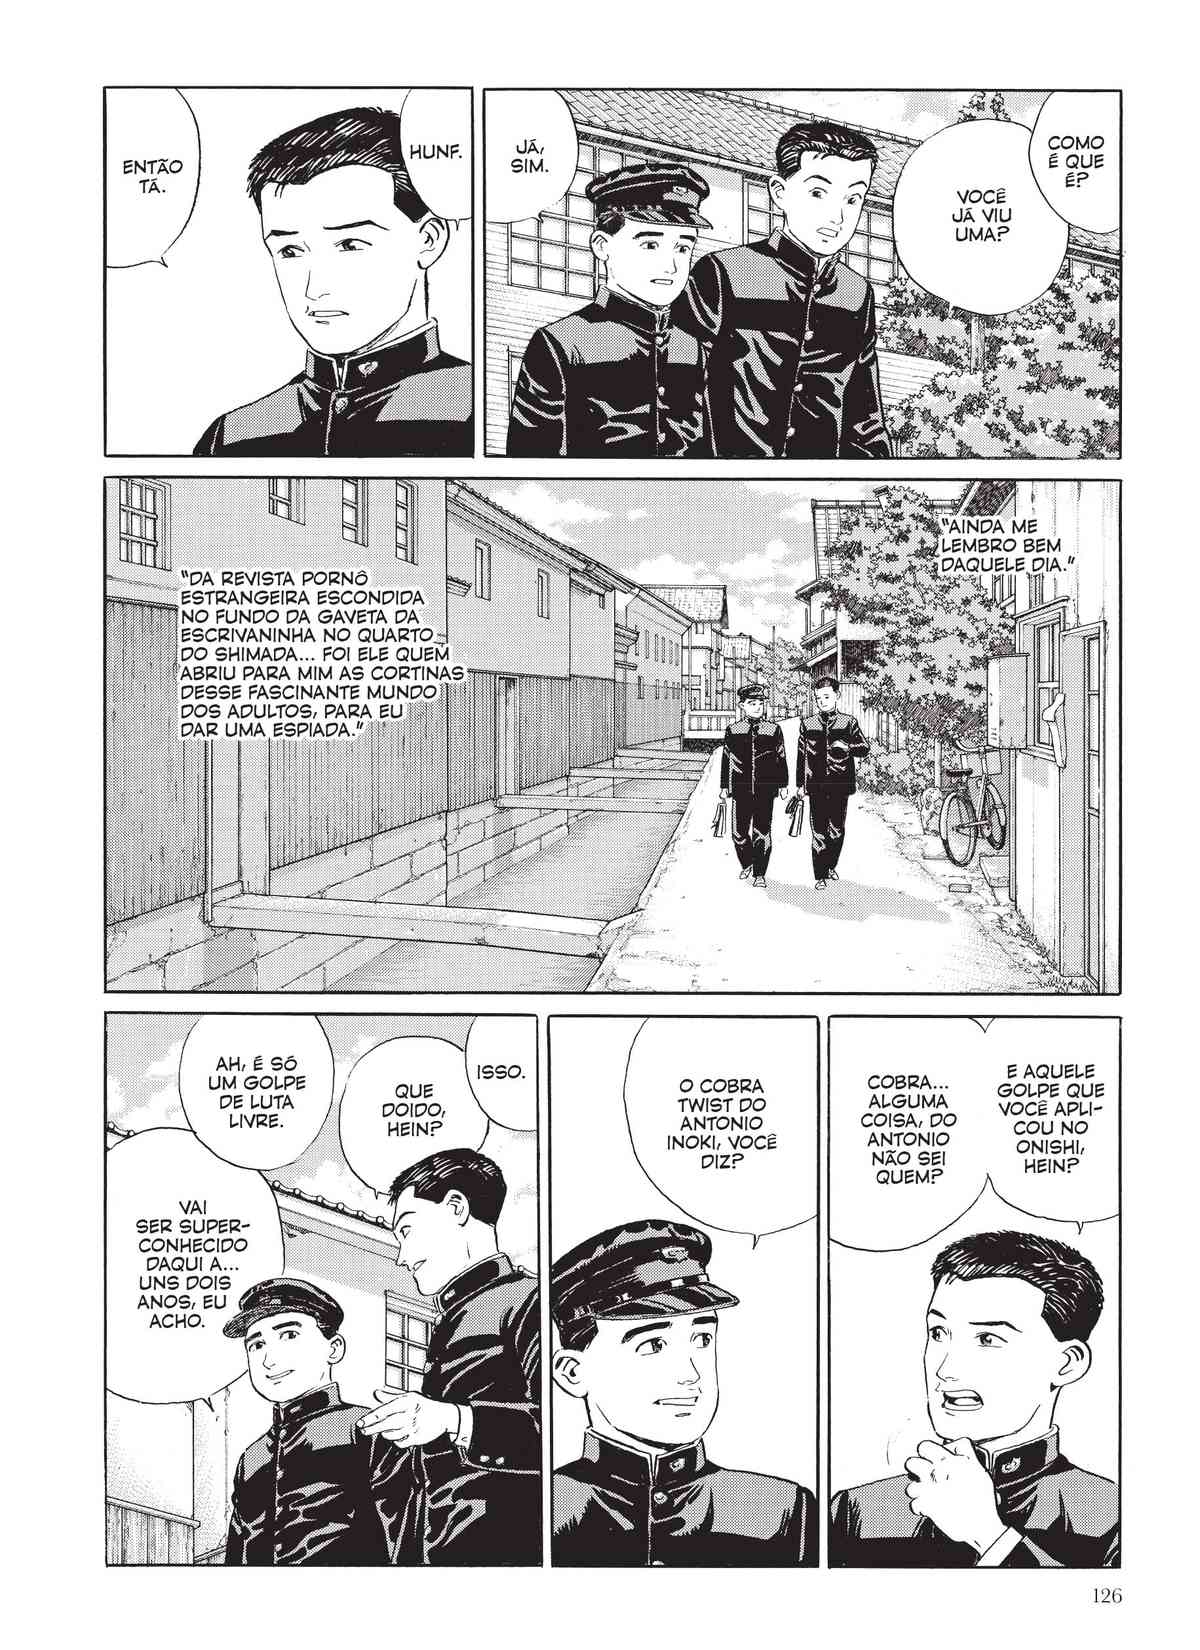 COMO
É QUE
É?
VOCÊ
JÁ VIU
UMA?
JÁ,
SIM.
HUNF.
ENTÃO
TÁ.
"AINDA ME
LEMBRO BEM
DAQUELE DIA."
"DA REVISTA PORNÔ
ESTRANGEIRA ESCONDIDA
NO FUNDO DA GAVETA DA
ESCRIVANINHA NO QUARTO
DO SHIMADA... FOI ELE QUEM
ABRIU PARA MIM AS CORTINAS
DESSE FASCINANTE MUNDO
DOS ADULTOS, PARA EU
DAR UMA ESPIADA."
E AQUELE
GOLPE QUE
VOCÊ APLI-
COU NO
ONISHI,
HEIN?
COBRA...
ALGUMA
COISA, DO
ANTONIO
NÃO SEI
QUEM?
O COBRA
TWIST DO
ANTONIO
INOKI, VOCÊ
DIZ?
ISSO.
QUE
DOIDO,
HEIN?
AH, É SÓ
UM GOLPE
DE LUTA
LIVRE.
VAI
SER SUPER-
CONHECIDO
DAQUI A...
UNS DOIS
ANOS, EU
ACHO.
126